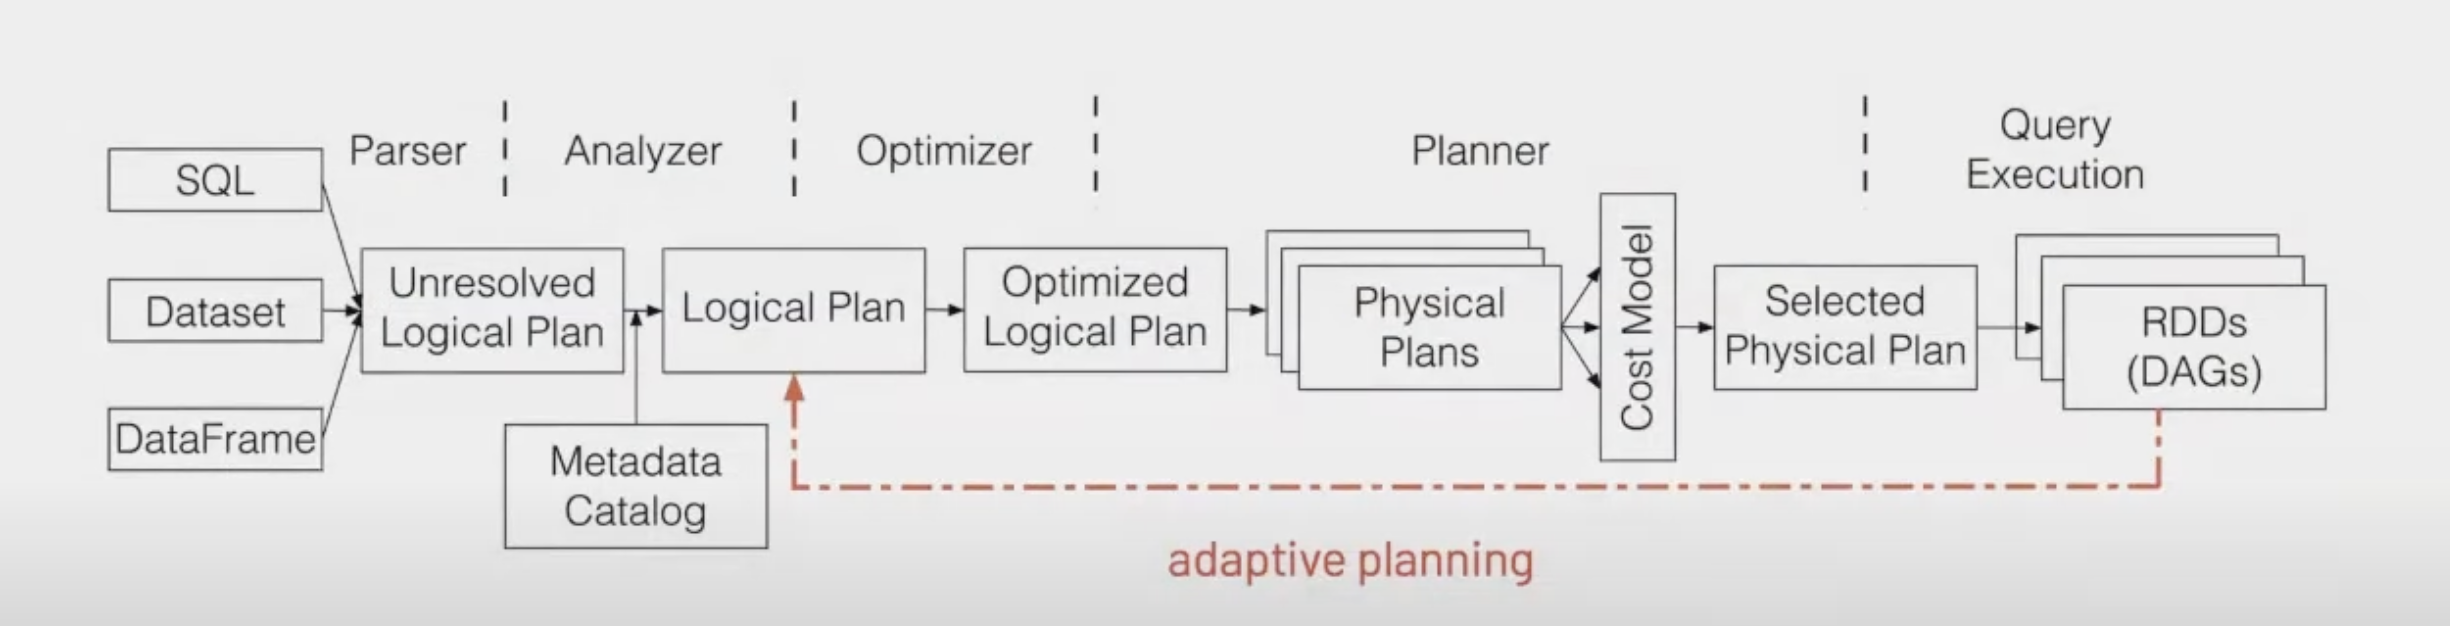 Parser
Analyzer
Optimizer
Planner
Query
Execution
SQL
Dataset
DataFrame
Unresolved
Logical Plan
Metadata
Catalog
Logical Plan
Optimized
Logical Plan
Physical
Plans
Cost Model
Selected
Physical Plan
RDDs
(DAGs)
adaptive planning